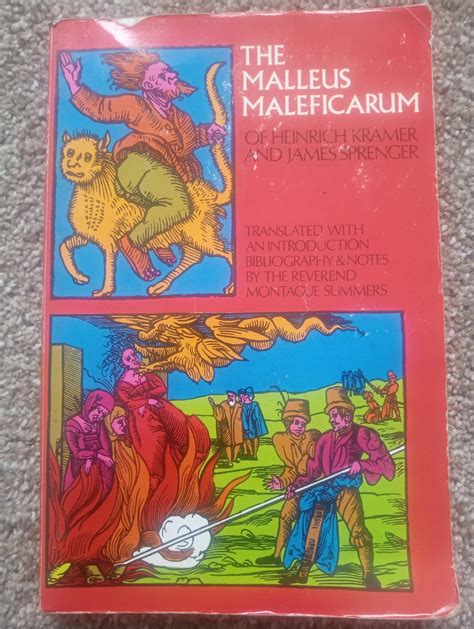 THE
MALLEUS
MALEFICARUM
OF HEINRICH KRAMER
AND JAMES SPRENGER
TRANSLATED WITH
AN INTRODUCTION
BIBLIOGRAPHY & NOTES
BY THE REVEREND
MONTAGUE SUMMERS